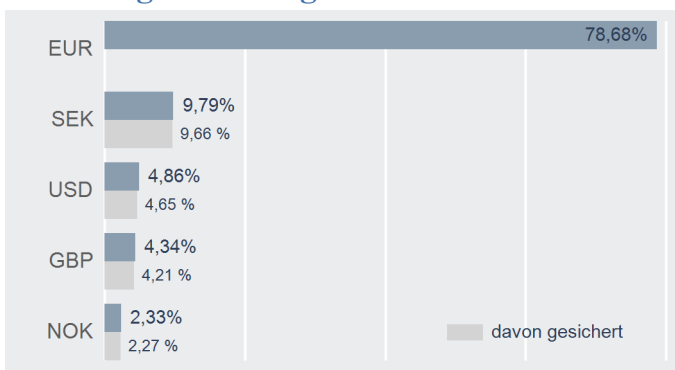 EUR 78,68%
SEK 9,79%
9,66 %
USD 4,86%
4,65 %
GBP 4,34%
4,21 %
NOK 2,33%
2,27 %
davon gesichert